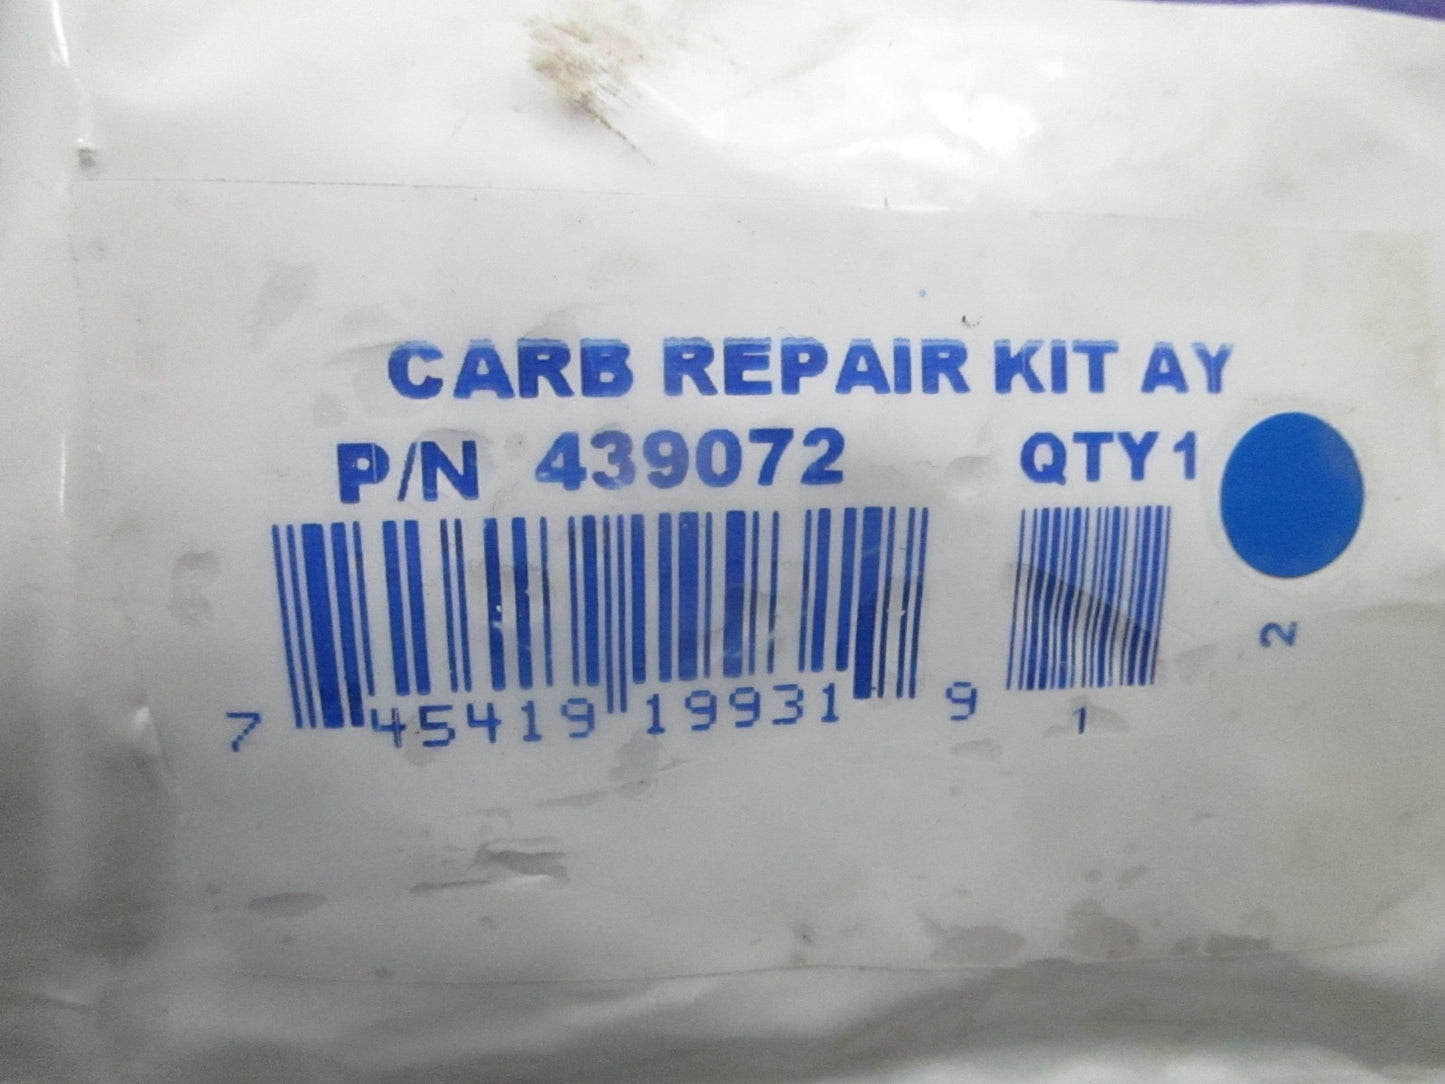 CARB REPAIR KIT AY
P/N 439072 QTY 1
2
7 45419 19931 9 1